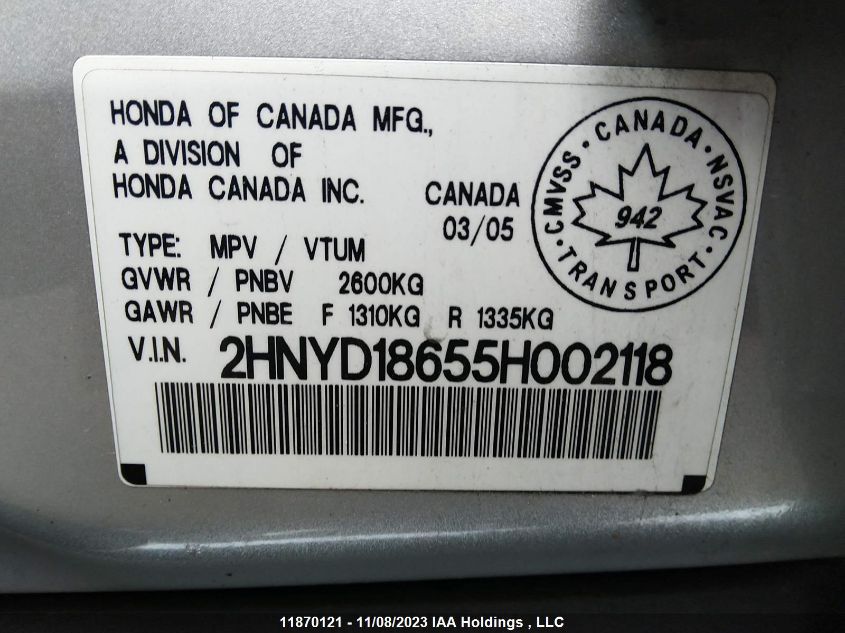 HONDA OF CANADA MFG.,
A DIVISION OF
HONDA CANADA INC.
CANADA
03/05
CMVSS · CANADA · NSVAC
942
· TRANSPORT ·
TYPE: MPV / VTUM
GVWR / PNBV 2600KG
GAWR / PNBE F 1310KG R 1335KG
V.I.N. 2HNYD18655H002118
11870121 - 11/08/2023 IAA Holdings , LLC